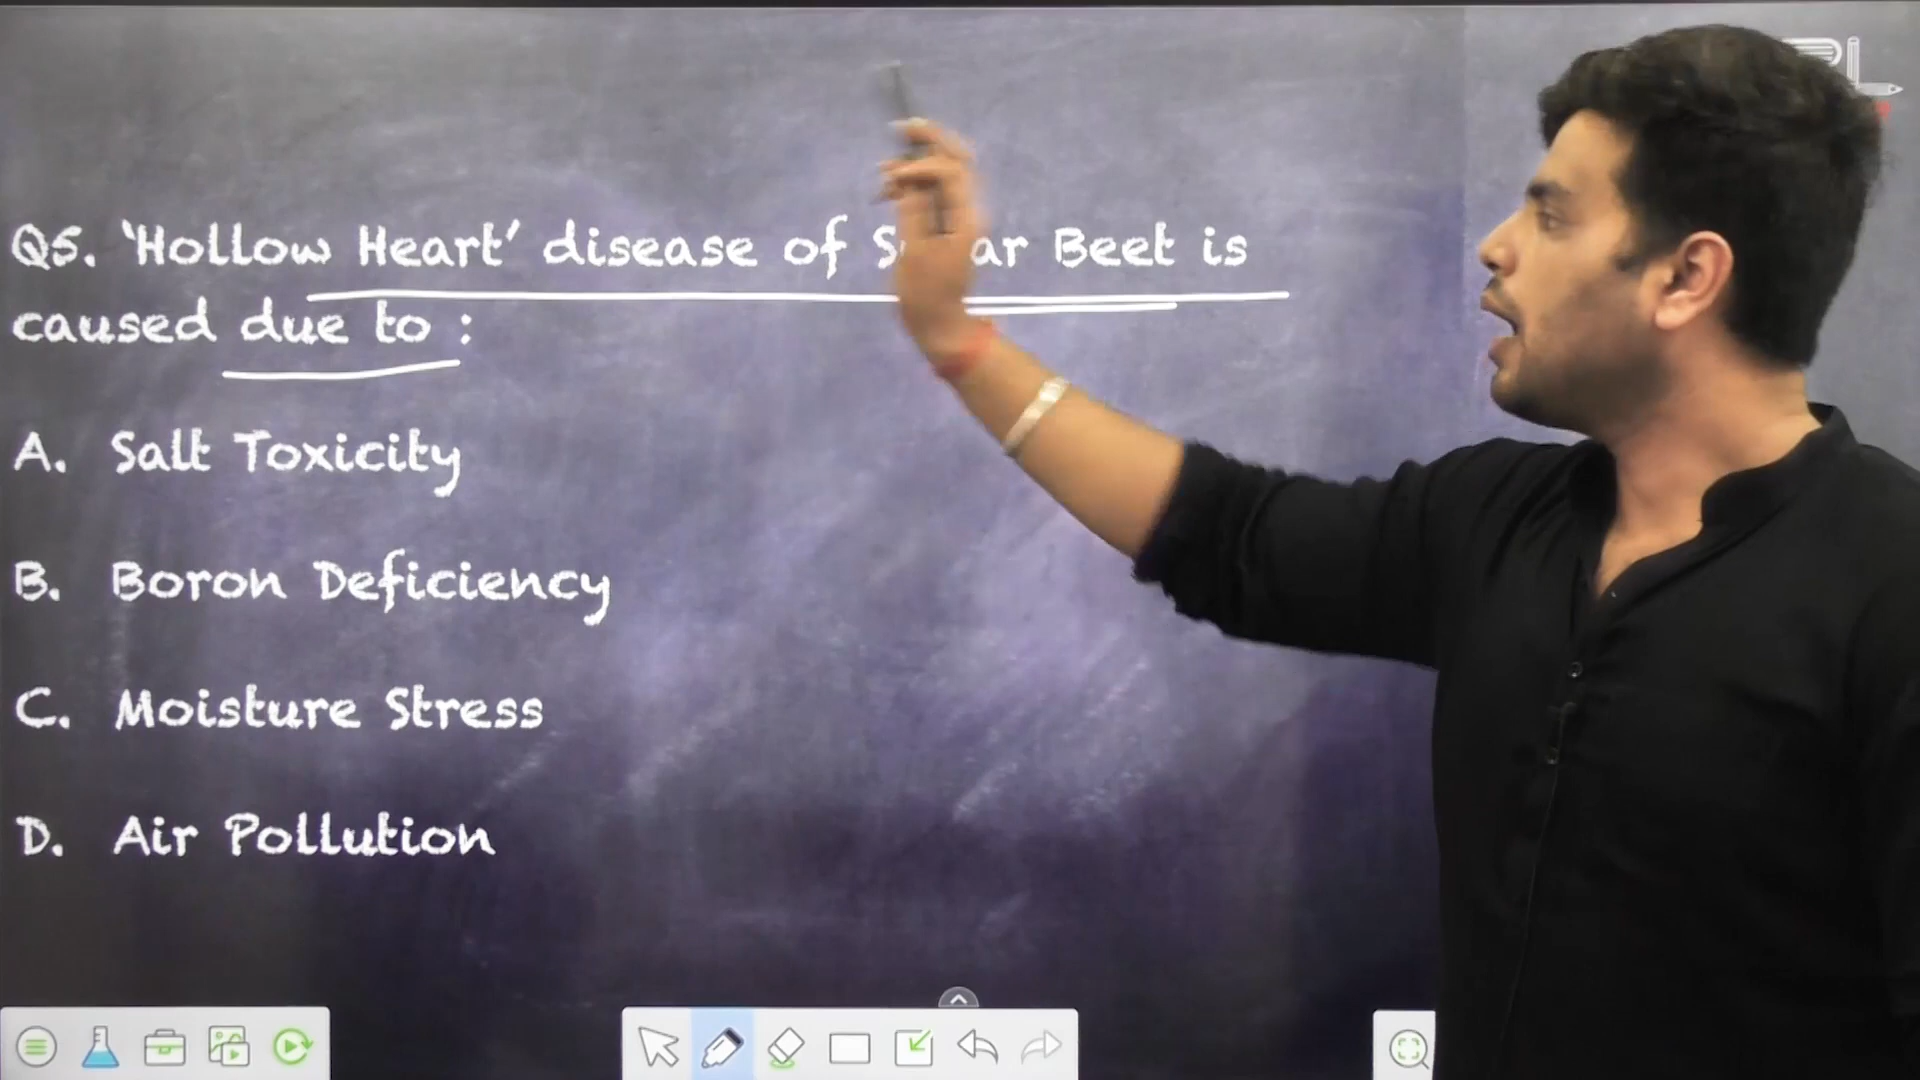 Q5. 'Hollow Heart' disease of Beet is
caused due to :
A. Salt Toxicity
B. Boron Deficiency
C. Moisture Stress
D. Air Pollution